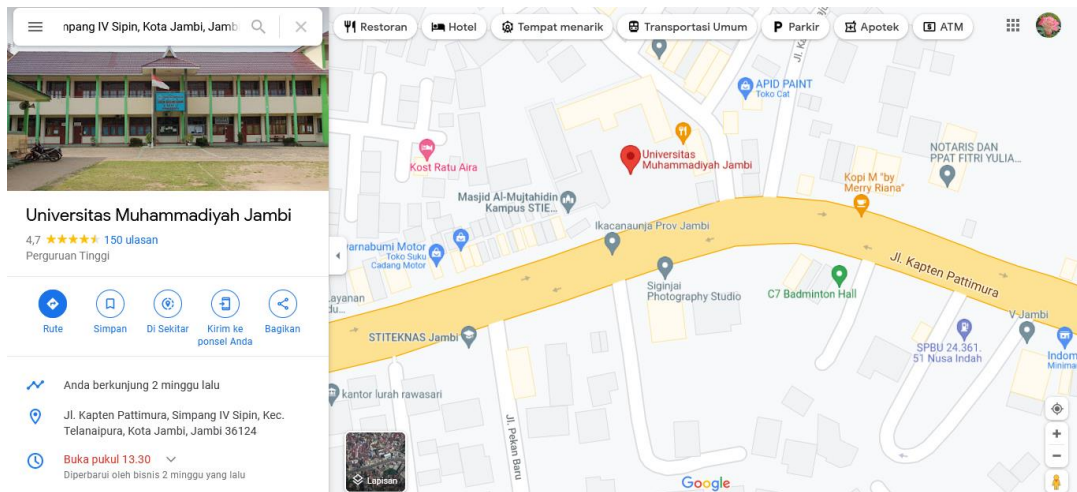 npang IV Sipin, Kota Jambi, Jamb
Restoran
Hotel
Tempat menarik
Transportasi Umum
Parkir
Apotek
ATM
Universitas Muhammadiyah Jambi
4,7
150 ulasan
Perguruan Tinggi
Rute
Simpan
Di Sekitar
Kirim ke
ponsel Anda
Bagikan
Anda berkunjung 2 minggu lalu
Jl. Kapten Pattimura, Simpang IV Sipin, Kec.
Telanaipura, Kota Jambi, Jambi 36124
Buka pukul 13.30
Diperbarui oleh bisnis 2 minggu yang lalu
APID PAINT
Toko Cat
Kost Ratu Aira
Universitas
Muhammadiyah Jambi
NOTARIS DAN
PPAT FITRI YULIA...
Kopi M "by
Merry Riana"
Masjid Al-Mujtahidin
Kampus STIE...
Ikacanaunja Prov Jambi
arnabumi Motor
Toko Suku
Cadang Motor
Jl. Kapten Pattimura
Siginjai
Photography Studio
C7 Badminton Hall
ayanan
du...
STITEKNAS Jambi
V-Jambi
SPBU 24.361.
51 Nusa Indah
Indom
Minima
kantor lurah rawasari
Jl. Pekan Baru
Lapisan
Google